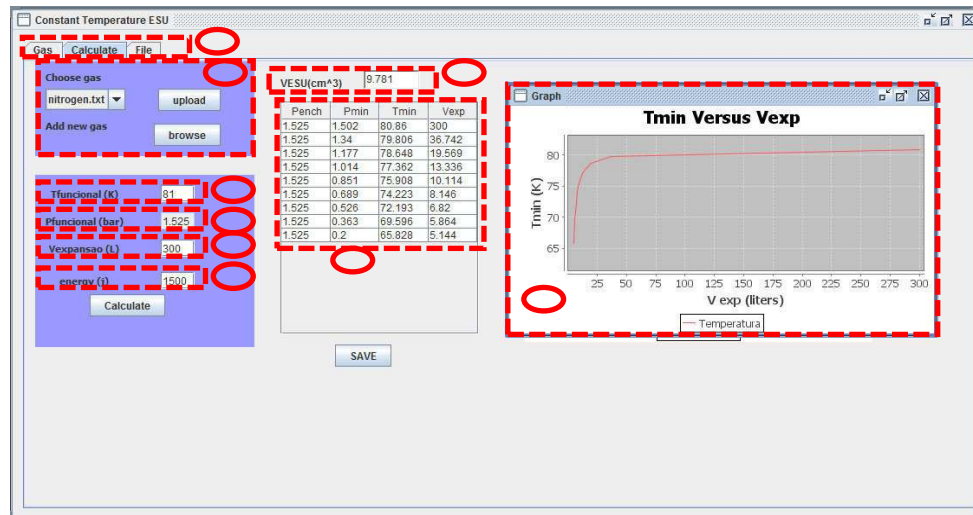 Constant Temperature ESU
Gas Calculate File
Choose gas
nitrogen.txt upload
Add new gas
browse
Tfuncional (K) 81
Pfuncional (bar) 1.525
Vexpansao (L) 300
energy (j) 1500
Calculate
VESU(cm^3) 9.781
Pench Pmin Tmin Vexp
1.525 1.502 80.86 300
1.525 1.34 79.806 36.742
1.525 1.177 78.648 19.569
1.525 1.014 77.362 13.336
1.525 0.851 75.908 10.114
1.525 0.689 74.223 8.146
1.525 0.526 72.193 6.82
1.525 0.363 69.596 5.864
1.525 0.2 65.828 5.144
SAVE
Graph
Tmin Versus Vexp
Tmin (K)
80
75
70
65
25 50 75 100 125 150 175 200 225 250 275 300
V exp (liters)
Temperatura